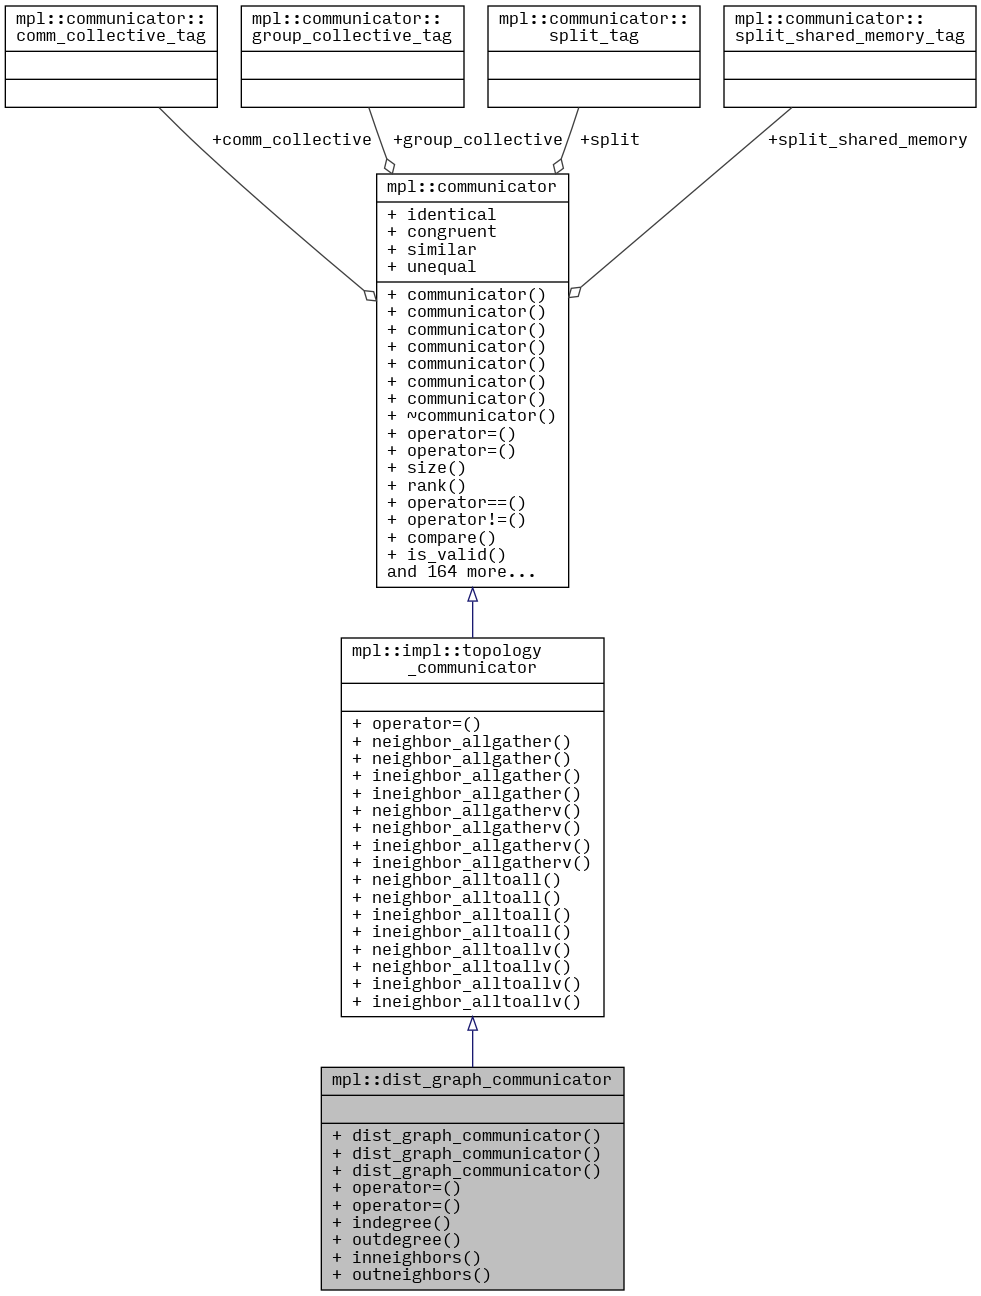 mpl::communicator::
comm_collective_tag
mpl::communicator::
group_collective_tag
mpl::communicator::
split_tag
mpl::communicator::
split_shared_memory_tag
+comm_collective
+group_collective
+split
+split_shared_memory
mpl::communicator
+ identical
+ congruent
+ similar
+ unequal
+ communicator()
+ communicator()
+ communicator()
+ communicator()
+ communicator()
+ communicator()
+ communicator()
+ ~communicator()
+ operator=()
+ operator=()
+ size()
+ rank()
+ operator==()
+ operator!=()
+ compare()
+ is_valid()
and 164 more...
mpl::impl::topology
_communicator
+ operator=()
+ neighbor_allgather()
+ neighbor_allgather()
+ ineighbor_allgather()
+ ineighbor_allgather()
+ neighbor_allgatherv()
+ neighbor_allgatherv()
+ ineighbor_allgatherv()
+ ineighbor_allgatherv()
+ neighbor_alltoall()
+ neighbor_alltoall()
+ ineighbor_alltoall()
+ ineighbor_alltoall()
+ neighbor_alltoallv()
+ neighbor_alltoallv()
+ ineighbor_alltoallv()
+ ineighbor_alltoallv()
mpl::dist_graph_communicator
+ dist_graph_communicator()
+ dist_graph_communicator()
+ dist_graph_communicator()
+ operator=()
+ operator=()
+ indegree()
+ outdegree()
+ inneighbors()
+ outneighbors()